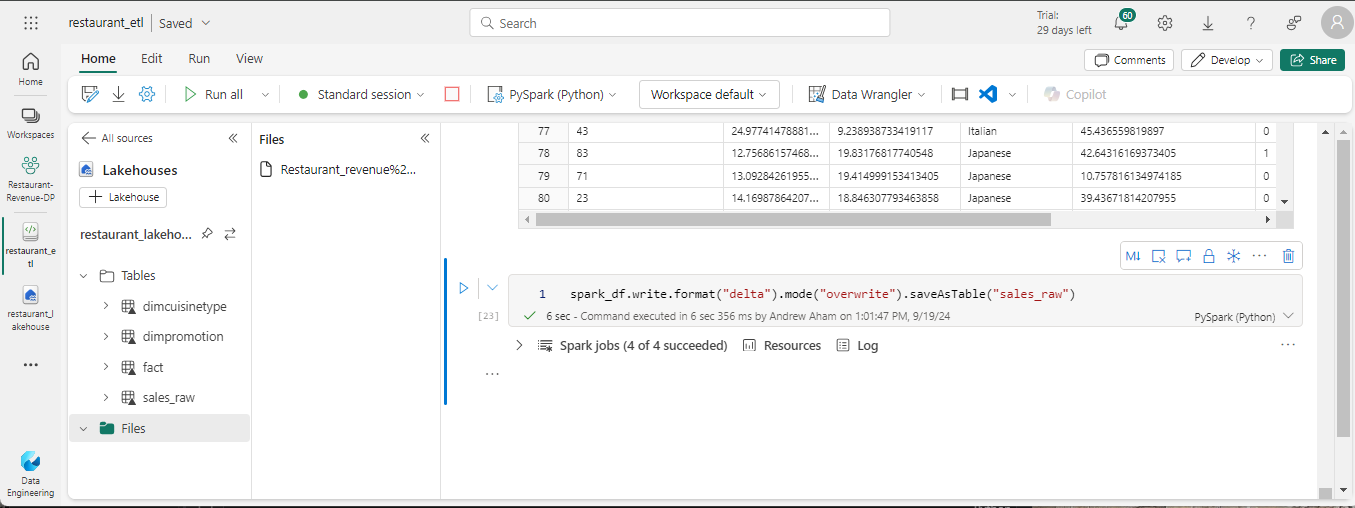 restaurant_etl | Saved
Search
Trial:
29 days left
60
Home Edit Run View
Comments Develop Share
Run all Standard session PySpark (Python) Workspace default Data Wrangler Copilot
Home
Workspaces
Restaurant-
Revenue-DP
restaurant_e
tl
restaurant_l
akehouse
Data
Engineering
All sources
Lakehouses
Lakehouse
restaurant_lakeho...
Tables
dimcuisinetype
dimpromotion
fact
sales_raw
Files
Files
Restaurant_revenue%2...
77 43 24.97741478881... 9.238938733419117 Italian 45.436559819897 0
78 83 12.75686157468... 19.83176817740548 Japanese 42.64316169373405 1
79 71 13.09284261955... 19.414999153413405 Japanese 10.757816134974185 0
80 23 14.16987864207... 18.846307793463858 Japanese 39.43671814207955 0
M↓
1 spark_df.write.format("delta").mode("overwrite").saveAsTable("sales_raw")
[23]
6 sec - Command executed in 6 sec 356 ms by Andrew Aham on 1:01:47 PM, 9/19/24
PySpark (Python)
Spark jobs (4 of 4 succeeded) Resources Log